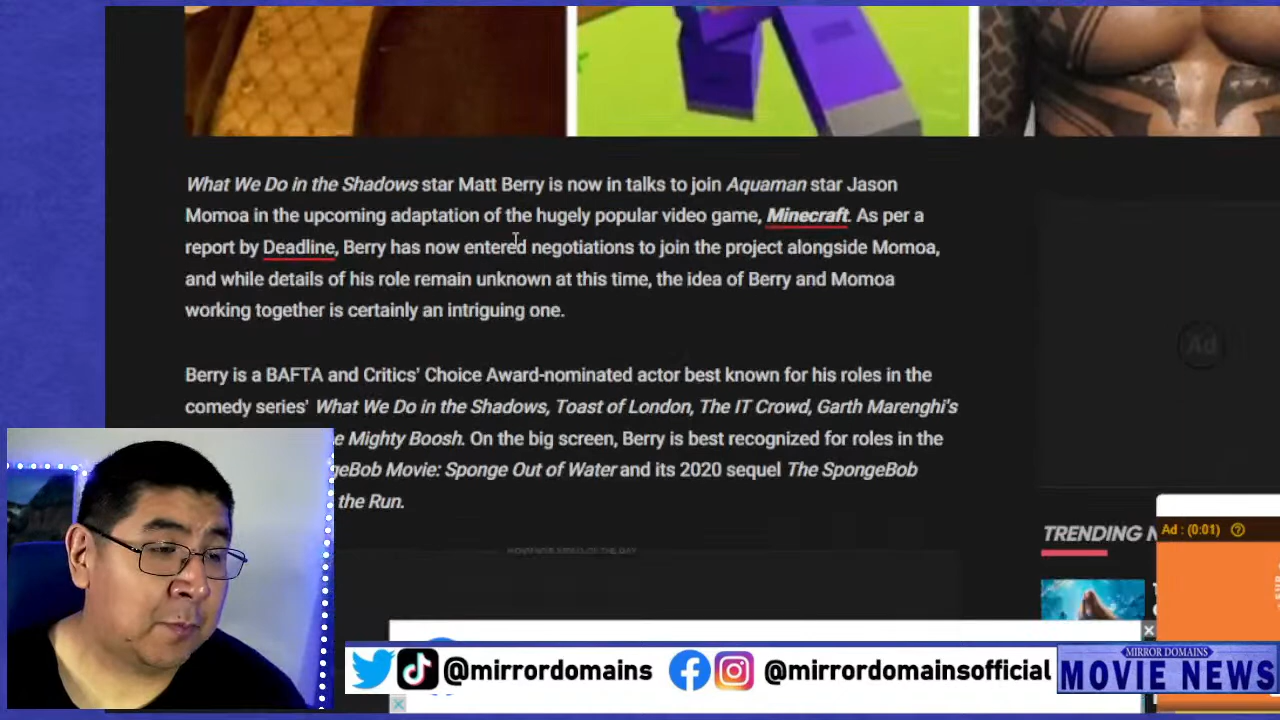 What We Do in the Shadows star Matt Berry is now in talks to join Aquaman star Jason
Momoa in the upcoming adaptation of the hugely popular video game, Minecraft. As per a
report by Deadline, Berry has now entered negotiations to join the project alongside Momoa,
and while details of his role remain unknown at this time, the idea of Berry and Momoa
working together is certainly an intriguing one.
Ad
Berry is a BAFTA and Critics' Choice Award-nominated actor best known for his roles in the
comedy series' What We Do in the Shadows, Toast of London, The IT Crowd, Garth Marenghi's
Mighty Boosh. On the big screen, Berry is best recognized for roles in the
Movie: Sponge Out of Water and its 2020 sequel The SpongeBob
the Run.
TRENDING
Ad : (0:01)
@mirrordomains @mirrordomainsofficial
MIRROR DOMAINS
MOVIE NEWS